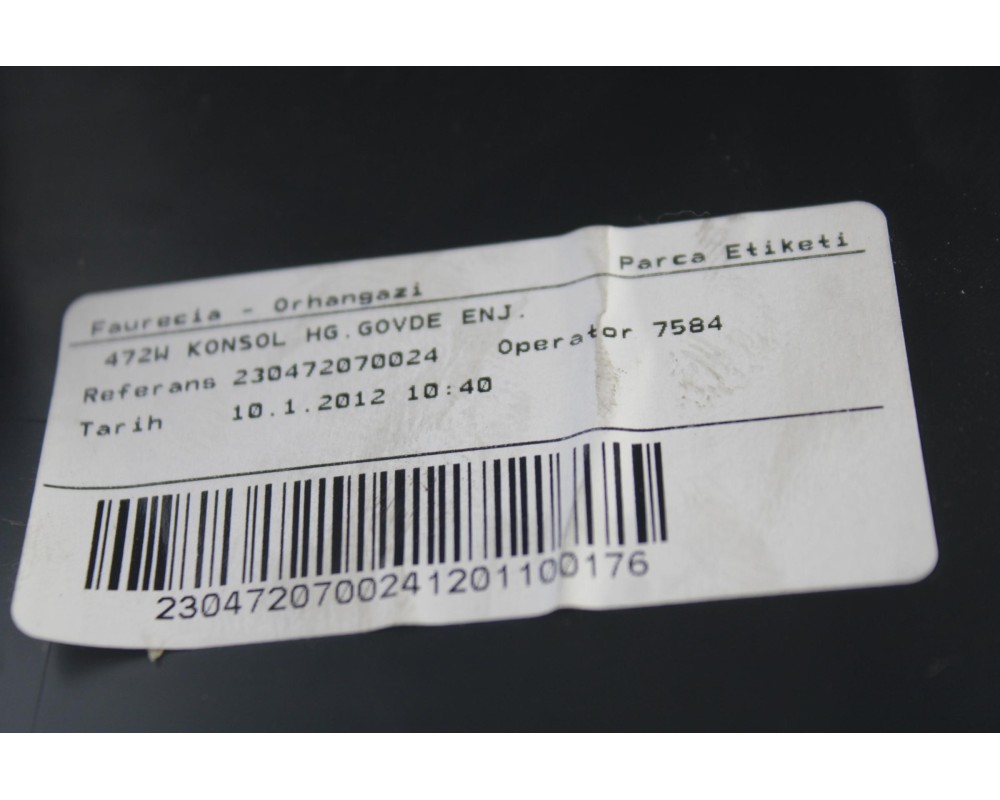 Faurecia - Orhangazi Parca Etiketi
472W KONSOL HG.GOVDE ENJ.
Referans 230472070024 Operator 7584
Tarih 10.1.2012 10:40
2304720700241201100176